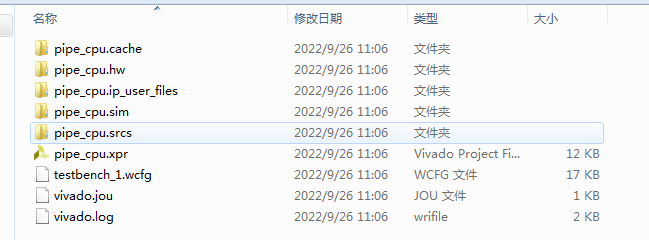 名称 修改日期 类型 大小
pipe_cpu.cache 2022/9/26 11:06 文件夹
pipe_cpu.hw 2022/9/26 11:06 文件夹
pipe_cpu.ip_user_files 2022/9/26 11:06 文件夹
pipe_cpu.sim 2022/9/26 11:06 文件夹
pipe_cpu.srcs 2022/9/26 11:06 文件夹
pipe_cpu.xpr 2022/9/26 11:06 Vivado Project Fi... 12 KB
testbench_1.wcfg 2022/9/26 11:06 WCFG 文件 17 KB
vivado.jou 2022/9/26 11:06 JOU 文件 1 KB
vivado.log 2022/9/26 11:06 wrifile 2 KB